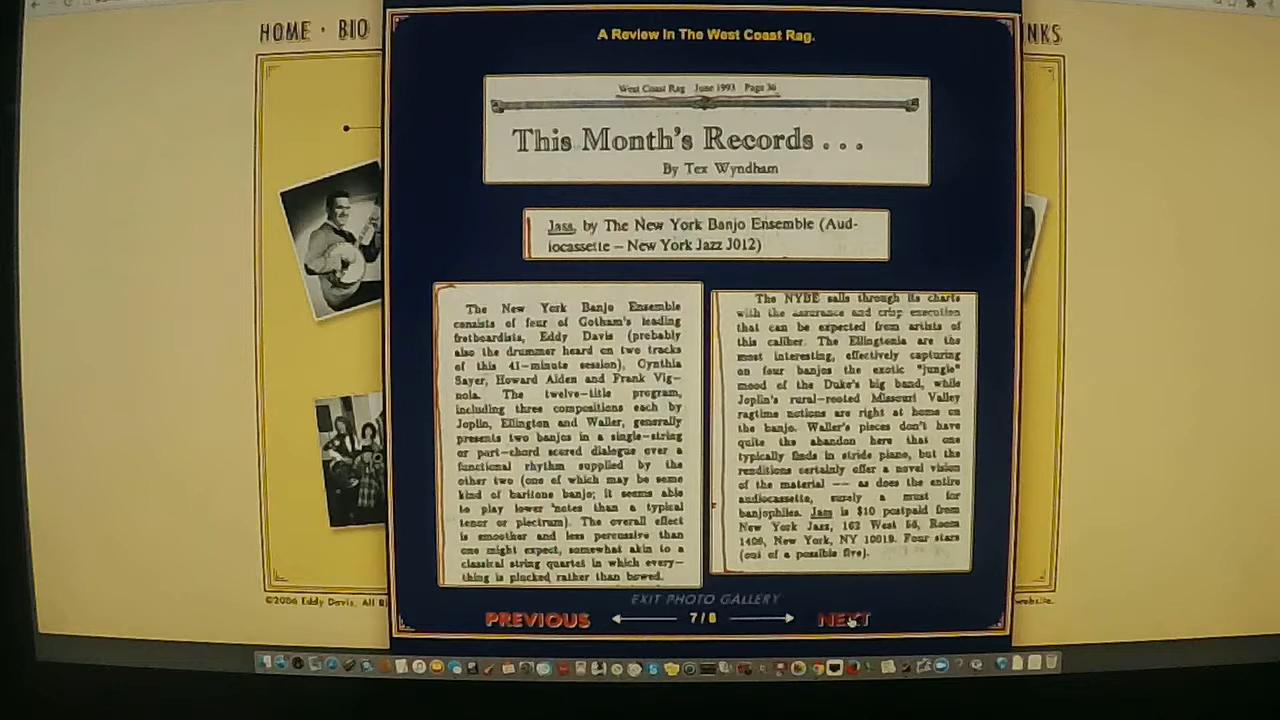 HOME · BIO
INKS
A Review In The West Coast Rag.
West Coast Rag June 1993 Page 36
This Month's Records . . .
By Tex Wyndham
Jass, by The New York Banjo Ensemble (Aud-
iocassette – New York Jazz J012)
The New York Banjo Ensemble
consists of four of Gotham's leading
fretboardists, Eddy Davis (probably
also the drummer heard on two tracks
of this 41-minute session), Cynthia
Sayer, Howard Alden and Frank Vig-
nola. The twelve-title program,
including three compositions each by
Joplin, Ellington and Waller, generally
presents two banjos in a single-string
or part-chord scored dialogue over a
functional rhythm supplied by the
other two (one of which may be some
kind of baritone banjo; it seems able
to play lower notes than a typical
tenor or plectrum). The overall effect
is smoother and less percussive than
one might expect, somewhat akin to a
classical string quartet in which every-
thing is plucked rather than bowed.
The NYBE sails through its charts
with the assurance and crisp execution
that can be expected from artists of
this caliber. The Ellingtonia are the
most interesting, effectively capturing
on four banjos the exotic "jungle"
mood of the Duke's big band, while
Joplin's rural-rooted Missouri Valley
ragtime notions are right at home on
the banjo. Waller's pieces don't have
quite the abandon here that one
typically finds in stride piano, but the
renditions certainly offer a novel vision
of the material -- as does the entire
audiocassette, surely a must for
banjophiles. Jass is $10 postpaid from
New York Jazz, 162 West 56, Room
1406, New York, NY 10019. Four stars
(out of a possible five).
EXIT PHOTO GALLERY
PREVIOUS 7/8 NEXT
©2006 Eddy Davis. All Ri
website.